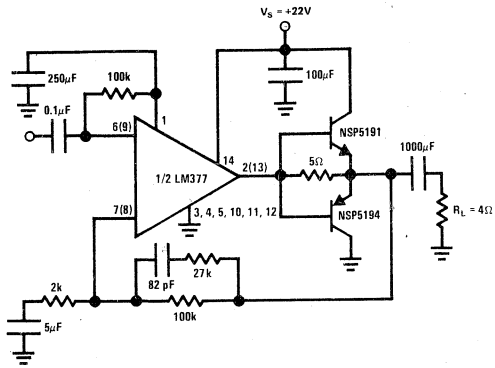 VS = +22V
250μF
100k
100μF
0.1μF
6(9)
1
NSP5191
1000μF
14
2(13)
5Ω
1/2 LM377
7(8)
3, 4, 5, 10, 11, 12
NSP5194
RL = 4Ω
82 pF
27k
2k
100k
5μF